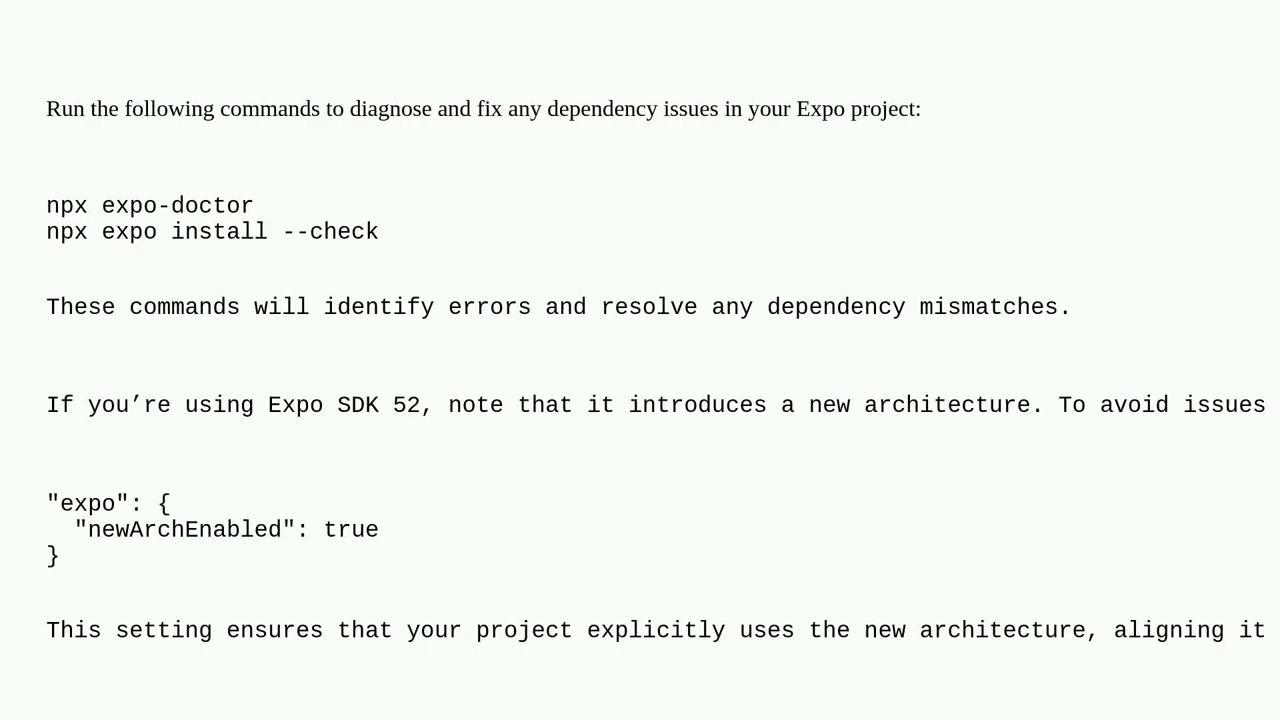 Run the following commands to diagnose and fix any dependency issues in your Expo project:
npx expo-doctor
npx expo install --check
These commands will identify errors and resolve any dependency mismatches.
If you’re using Expo SDK 52, note that it introduces a new architecture. To avoid issues
"expo": {
  "newArchEnabled": true
}
This setting ensures that your project explicitly uses the new architecture, aligning it